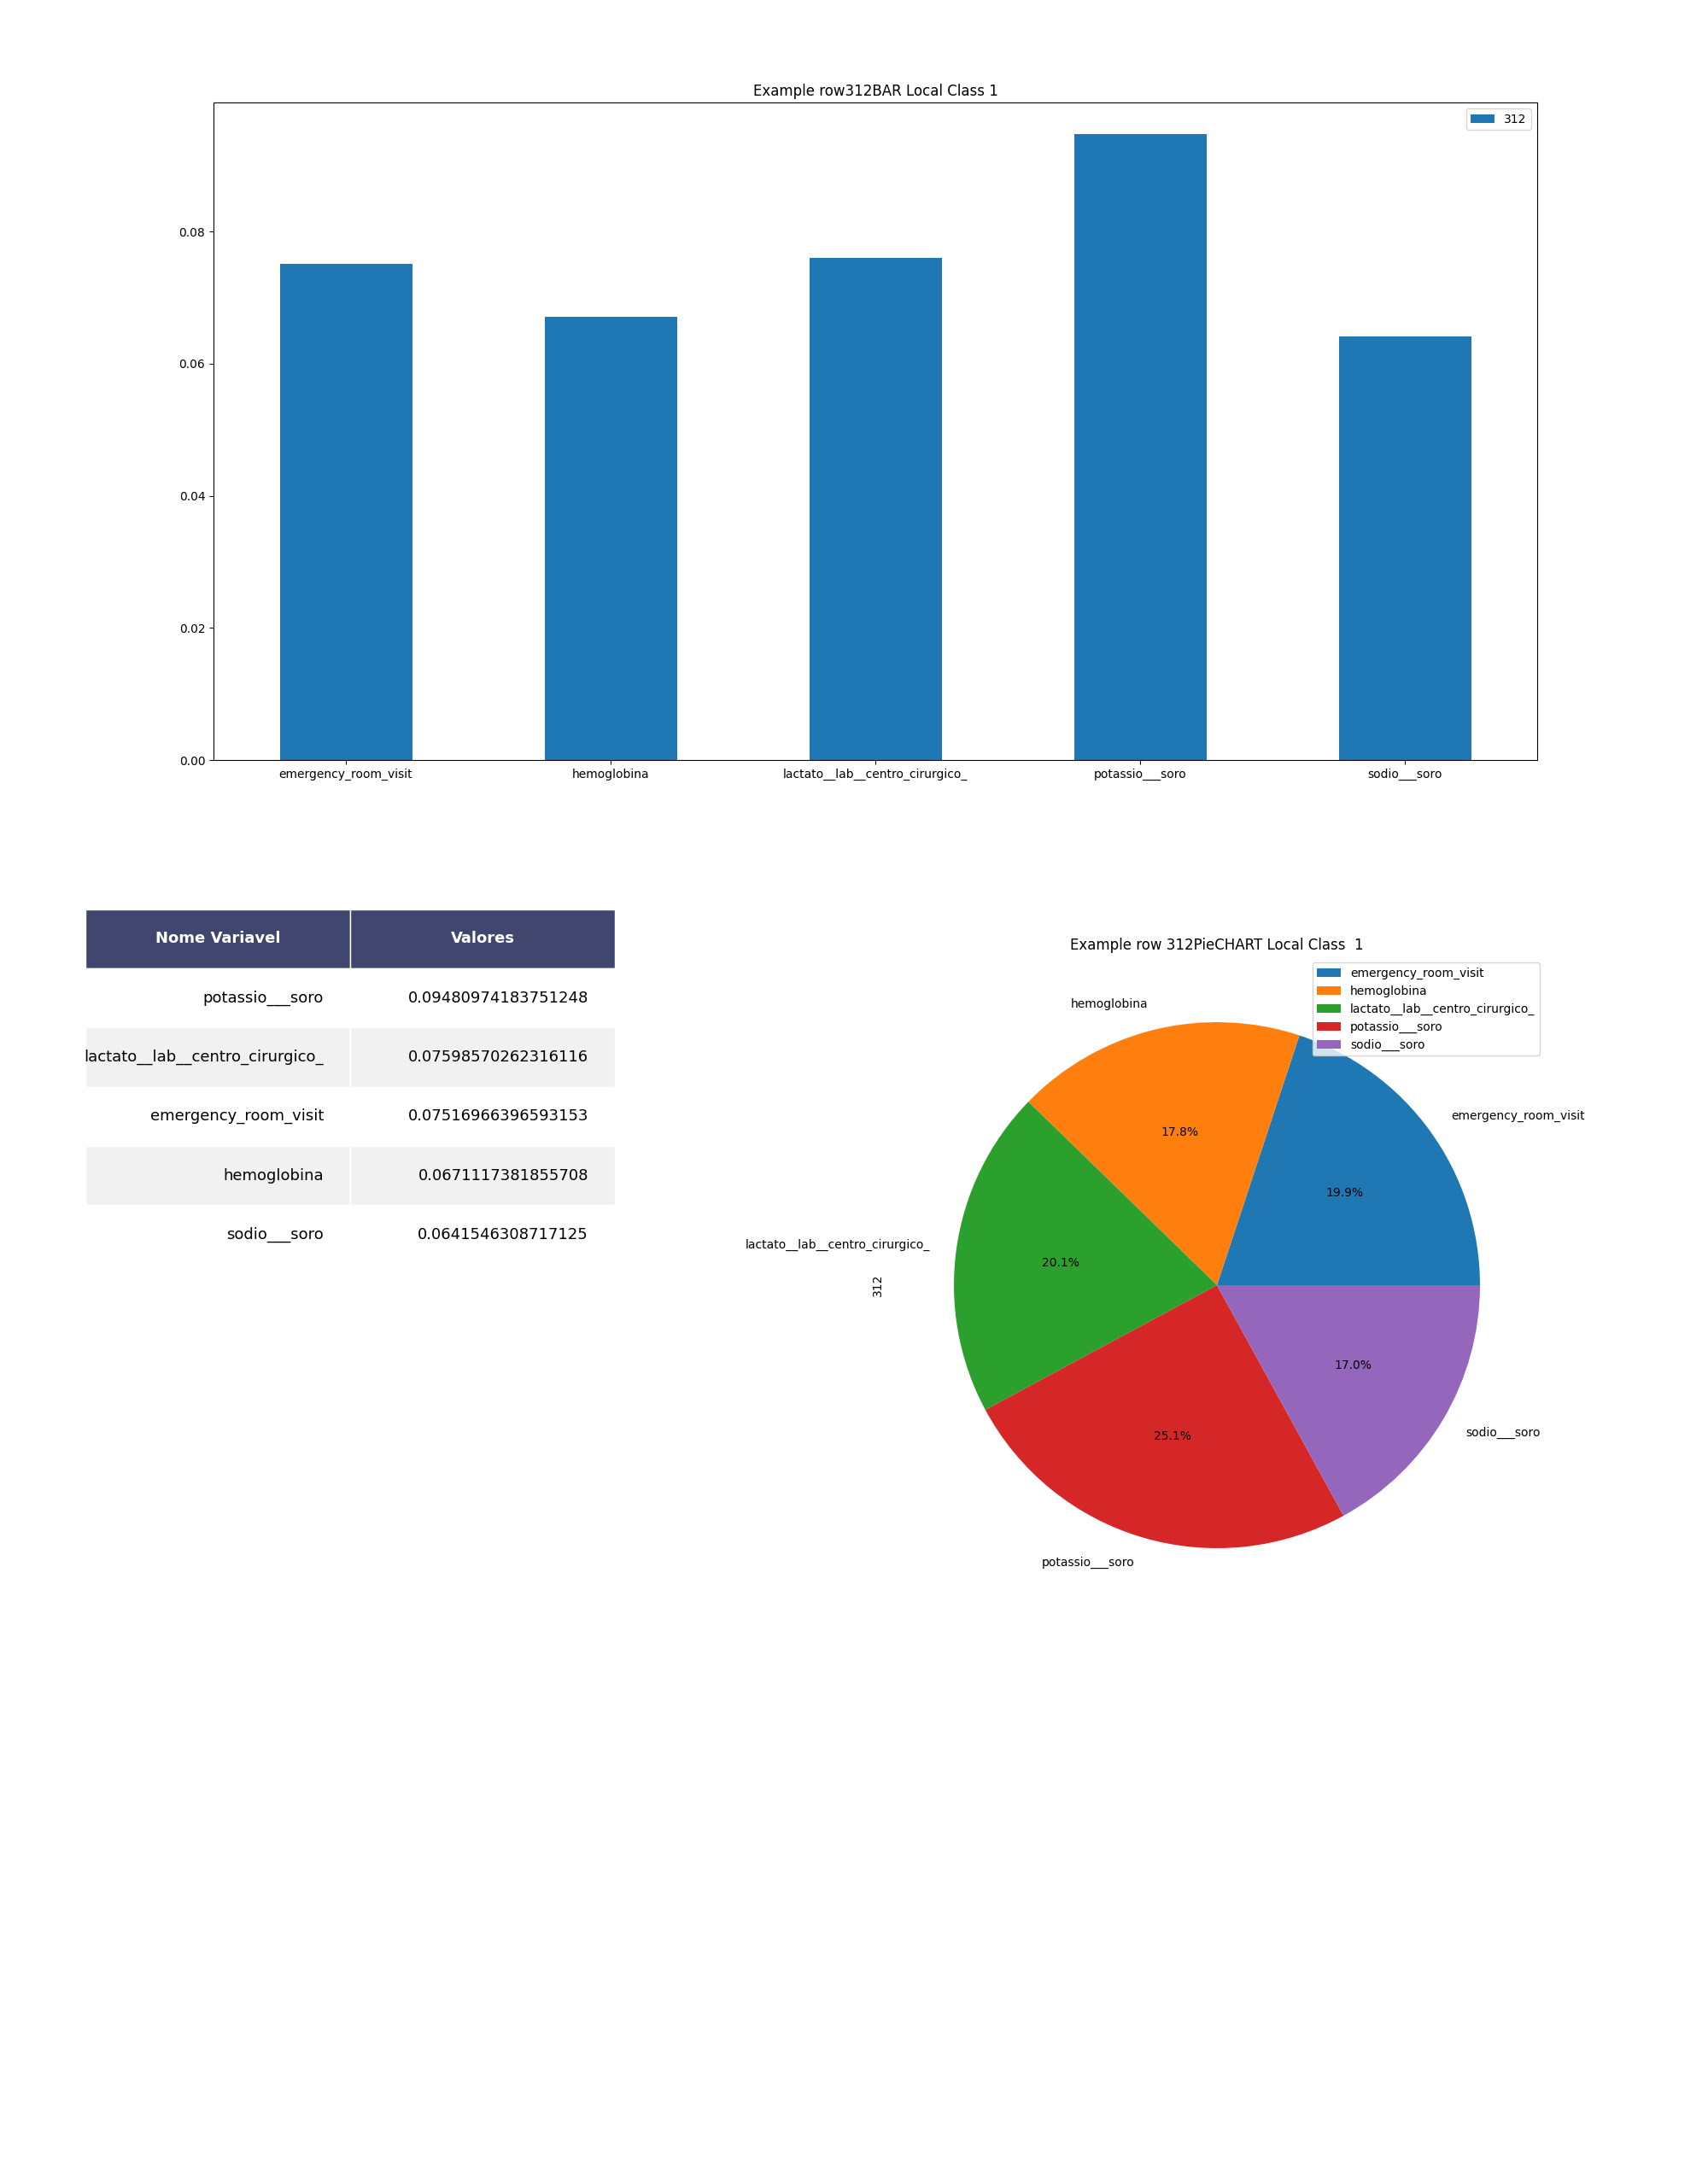 Example row312BAR Local Class 1
312
0.08
0.06
0.04
0.02
0.00
emergency_room_visit hemoglobina lactato__lab__centro_cirurgico_ potassio___soro sodio___soro
Nome Variavel Valores
potassio___soro 0.09480974183751248
lactato__lab__centro_cirurgico_ 0.07598570262316116
emergency_room_visit 0.07516966396593153
hemoglobina 0.0671117381855708
sodio___soro 0.0641546308717125
Example row 312PieCHART Local Class  1
emergency_room_visit
hemoglobina
lactato__lab__centro_cirurgico_
potassio___soro
sodio___soro
hemoglobina
emergency_room_visit
17.8%
19.9%
lactato__lab__centro_cirurgico_
20.1%
312
17.0%
25.1%
sodio___soro
potassio___soro